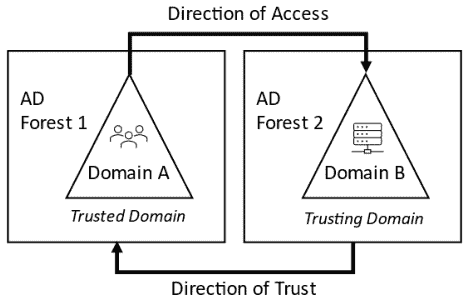 Direction of Access
AD
Forest 1
Domain A
Trusted Domain
AD
Forest 2
Domain B
Trusting Domain
Direction of Trust